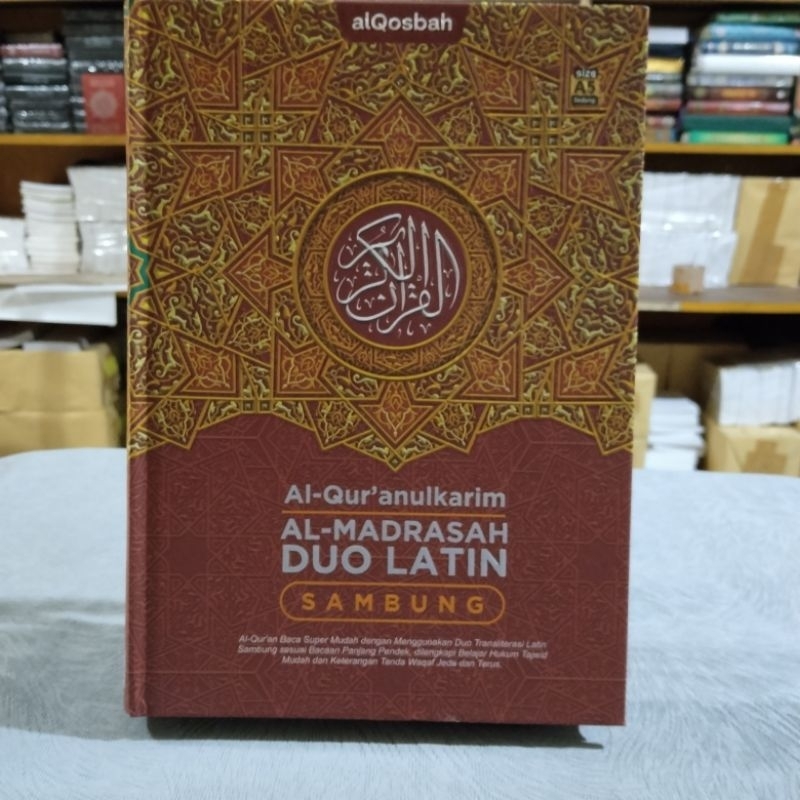 alQosbah
size
A5
Sedang
القرآن الكريم
Al-Qur'anulkarim
AL-MADRASAH
DUO LATIN
SAMBUNG
Al-Qur'an Baca Super Mudah dengan Menggunakan Duo Transliterasi Latin
Sambung sesuai Bacaan Panjang Pendek, dilengkapi Belajar Hukum Tajwid
Mudah dan Keterangan Tanda Waqaf Jeda dan Terus.